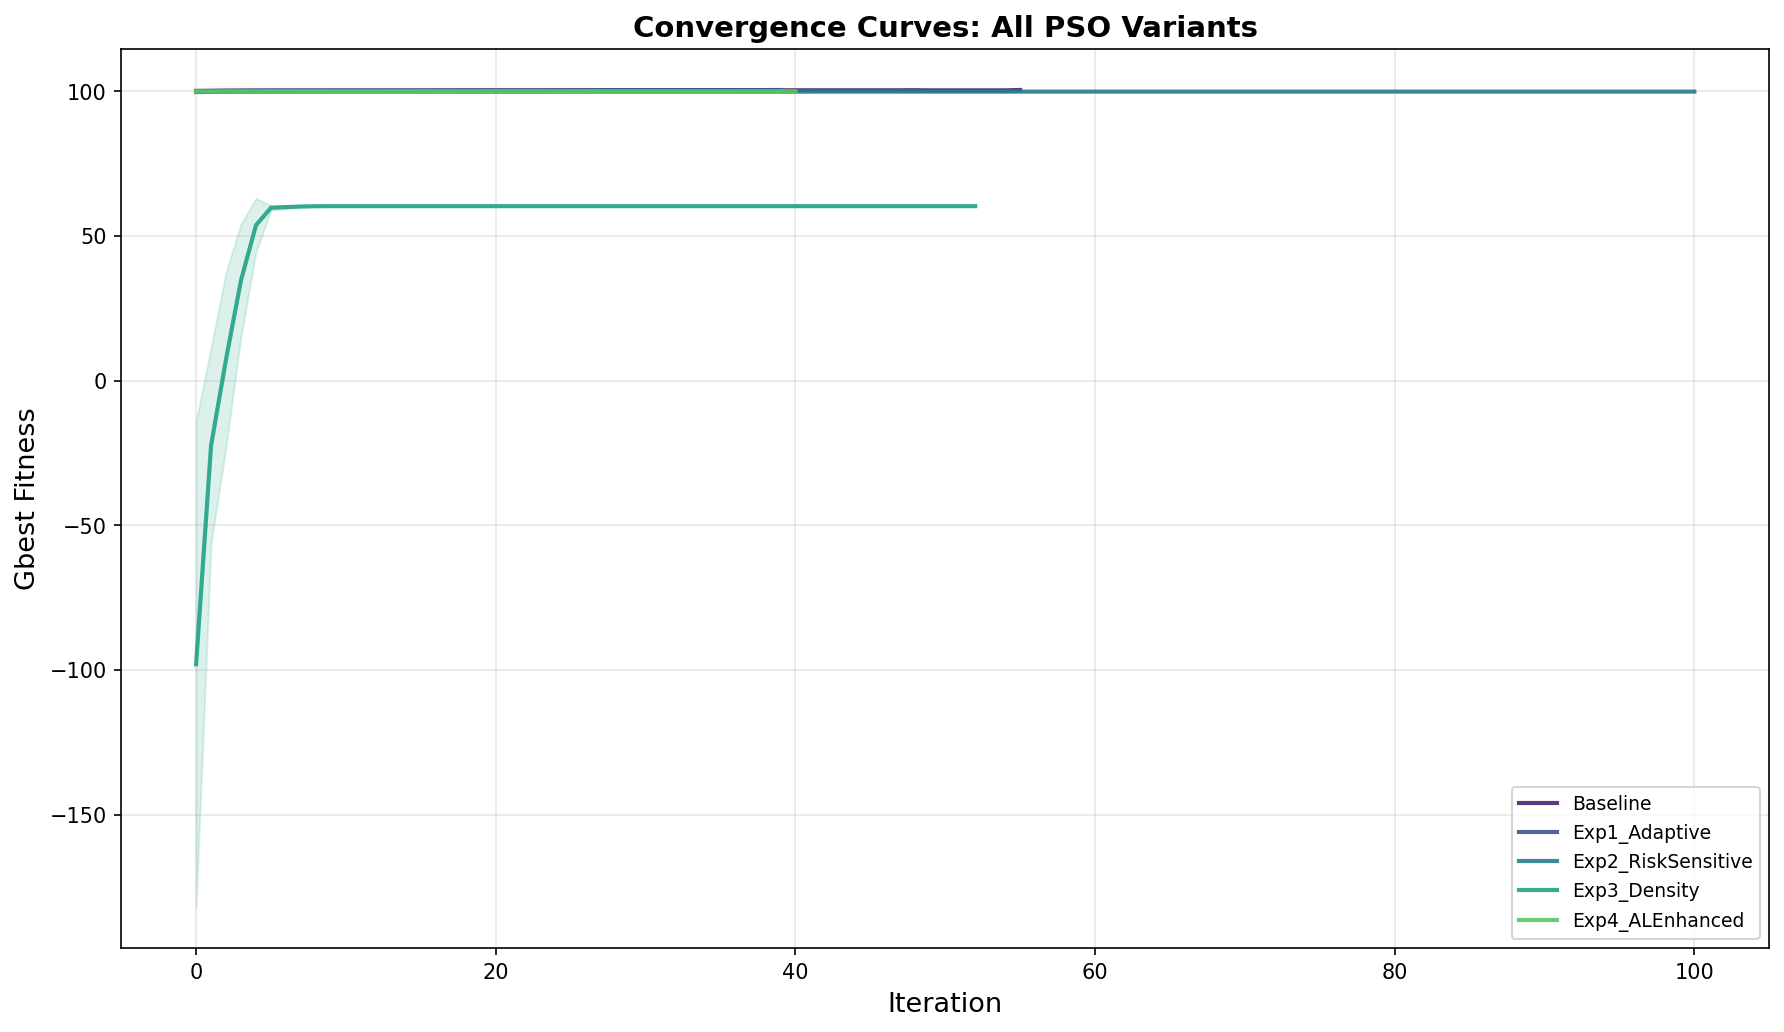 Convergence Curves: All PSO Variants
Gbest Fitness
100
50
0
−50
−100
−150
0 20 40 60 80 100
Iteration
Baseline
Exp1_Adaptive
Exp2_RiskSensitive
Exp3_Density
Exp4_ALEnhanced